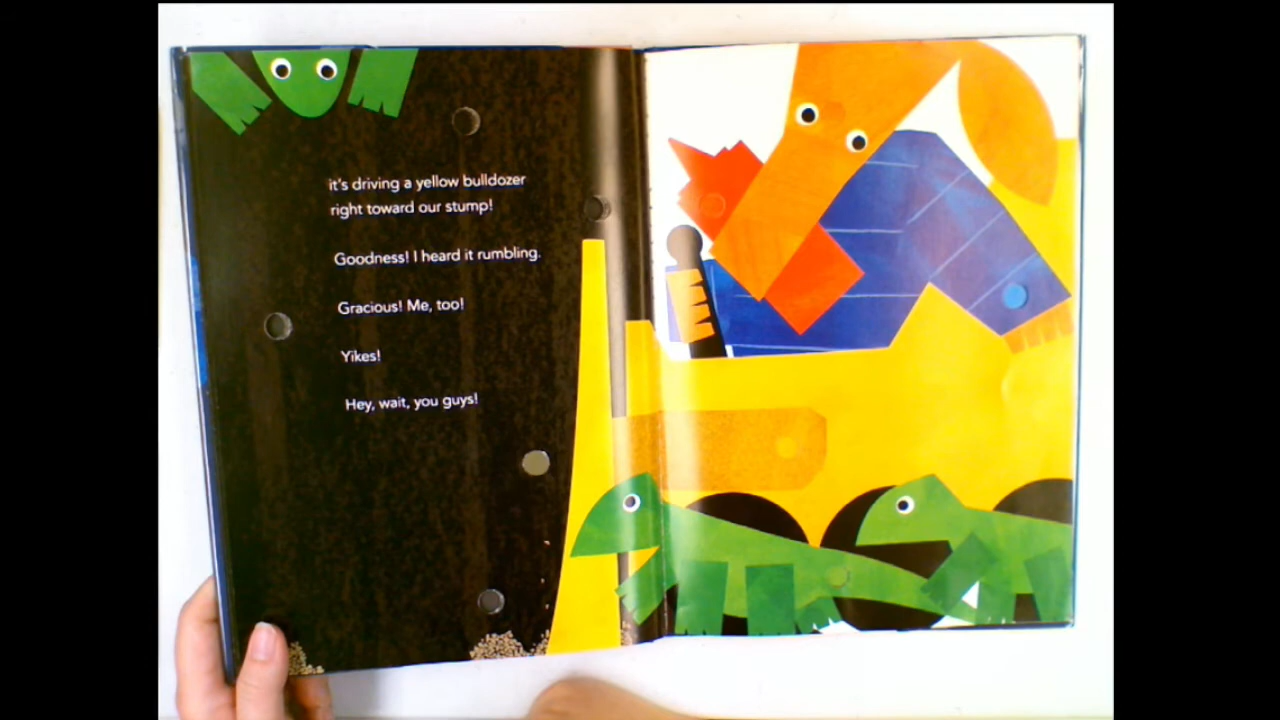 it's driving a yellow bulldozer
right toward our stump!
Goodness! I heard it rumbling.
Gracious! Me, too!
Yikes!
Hey, wait, you guys!